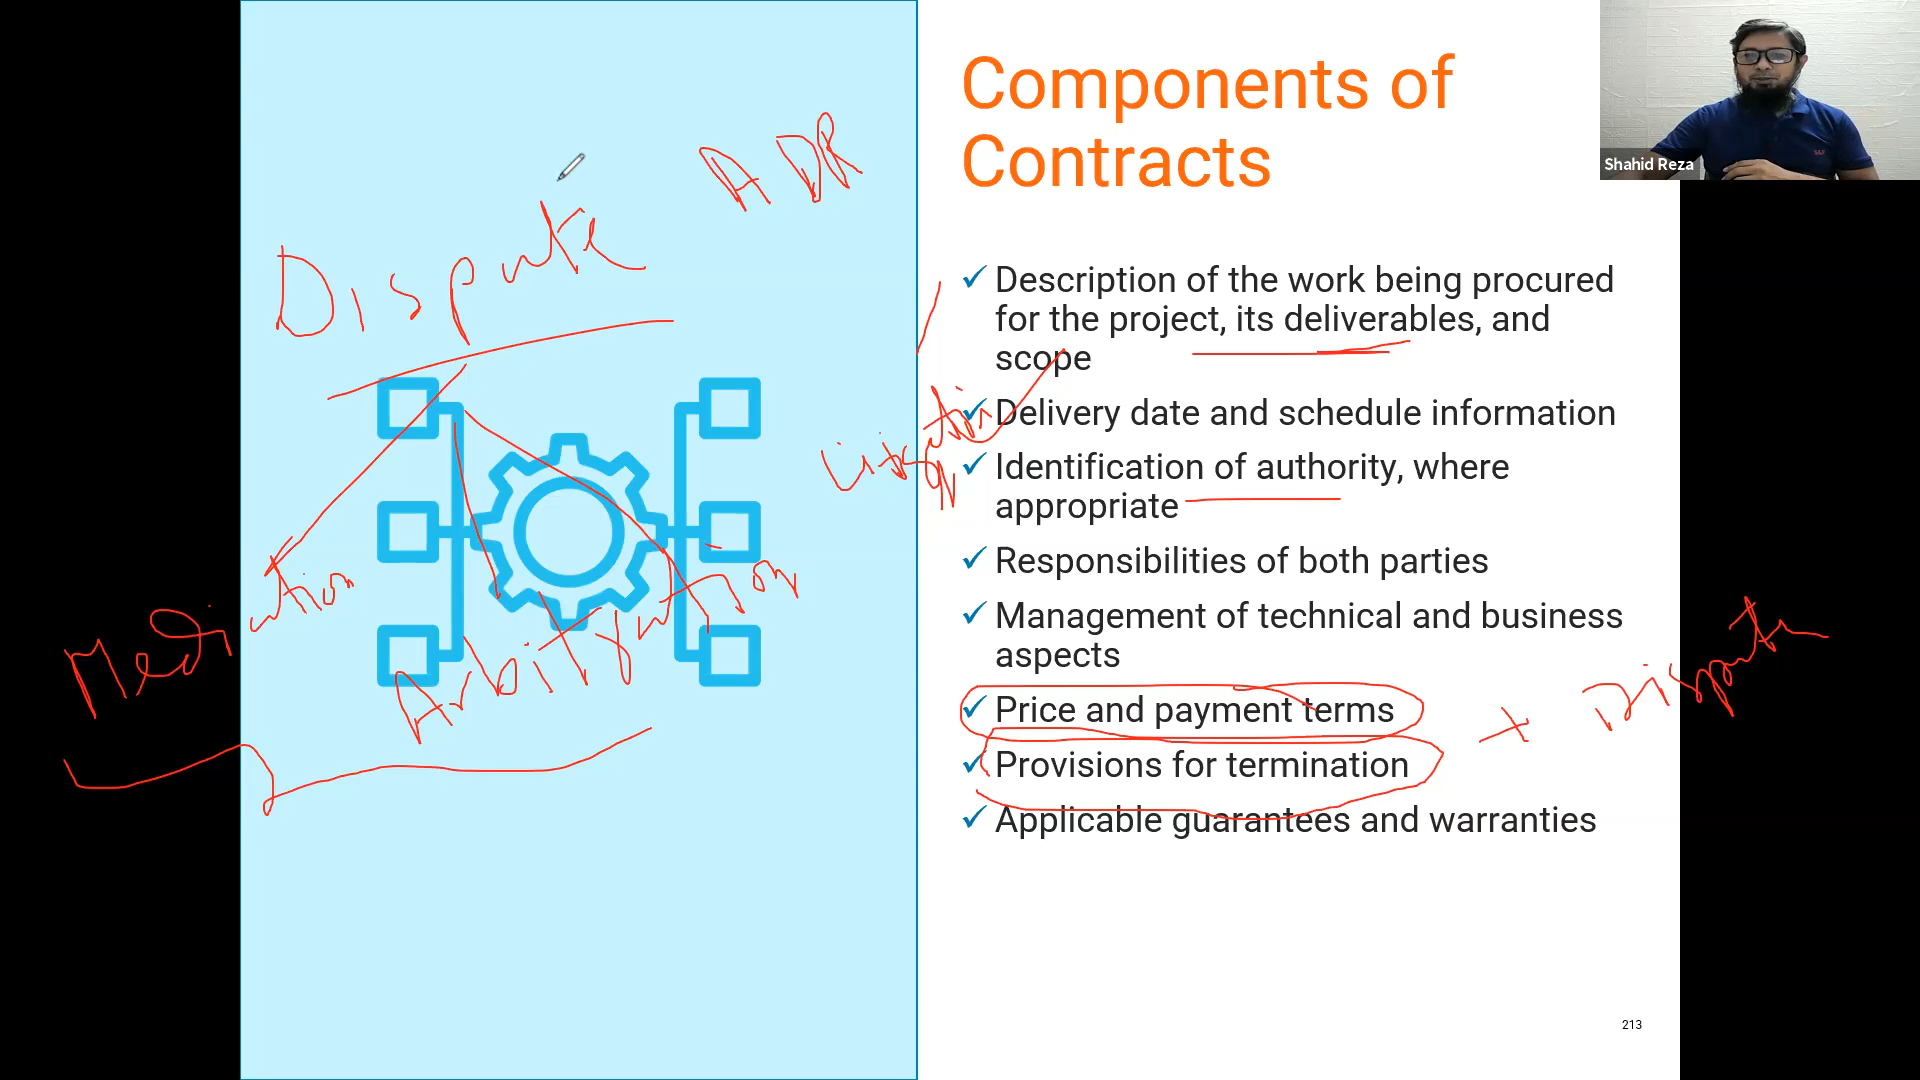 Components of
Contracts
Shahid Reza
ADR
Dispute
Description of the work being procured
for the project, its deliverables, and
scope
Delivery date and schedule information
Litigation
Identification of authority, where
appropriate
Responsibilities of both parties
Mediation
Arbitration
Management of technical and business
aspects
Price and payment terms
+ Dispute
Provisions for termination
Applicable guarantees and warranties
213